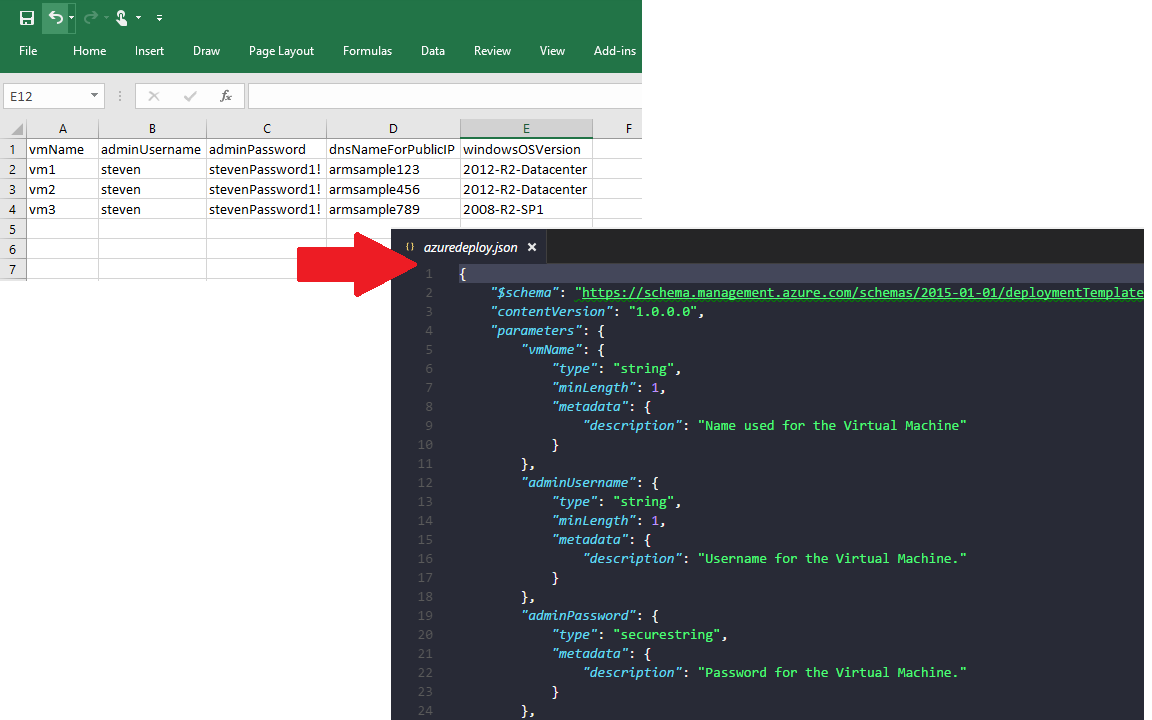 File Home Insert Draw Page Layout Formulas Data Review View Add-ins
E12 fx
A B C D E F
1 vmName adminUsername adminPassword dnsNameForPublicIP windowsOSVersion
2 vm1 steven stevenPassword1! armsample123 2012-R2-Datacenter
3 vm2 steven stevenPassword1! armsample456 2012-R2-Datacenter
4 vm3 steven stevenPassword1! armsample789 2008-R2-SP1
5
6
7
{} azuredeploy.json ×
1 {
2 "$schema": "https://schema.management.azure.com/schemas/2015-01-01/deploymentTemplate
3 "contentVersion": "1.0.0.0",
4 "parameters": {
5 "vmName": {
6 "type": "string",
7 "minLength": 1,
8 "metadata": {
9 "description": "Name used for the Virtual Machine"
10 }
11 },
12 "adminUsername": {
13 "type": "string",
14 "minLength": 1,
15 "metadata": {
16 "description": "Username for the Virtual Machine."
17 }
18 },
19 "adminPassword": {
20 "type": "securestring",
21 "metadata": {
22 "description": "Password for the Virtual Machine."
23 }
24 },